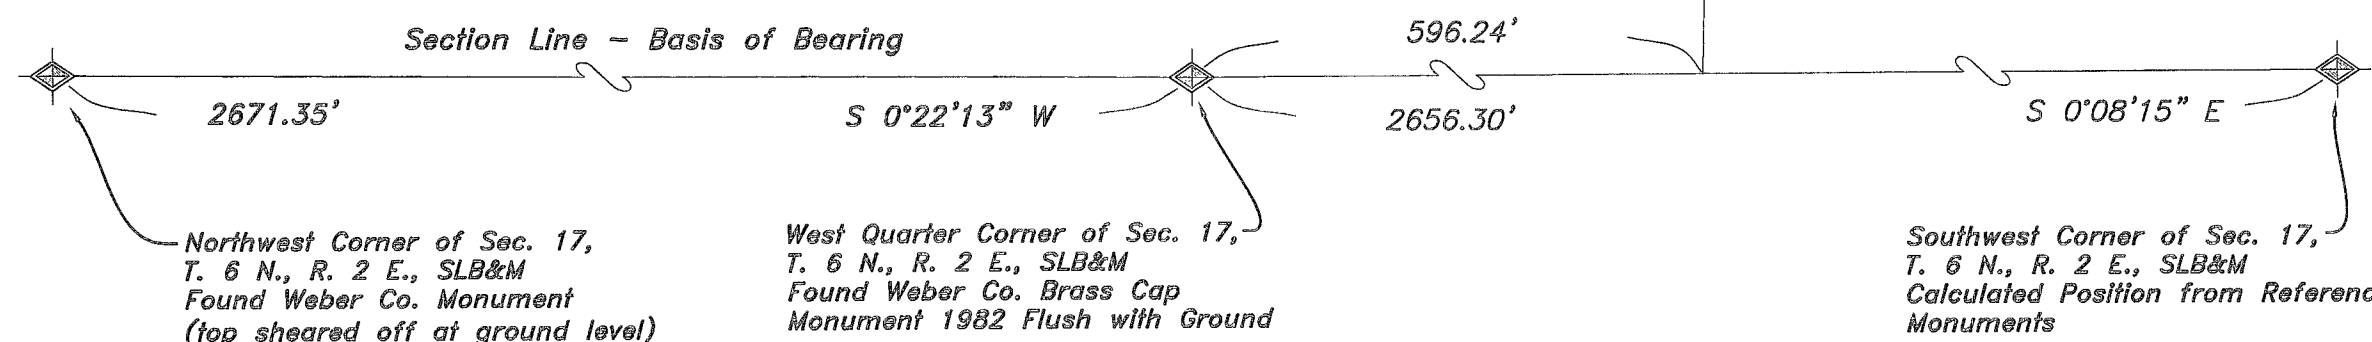 Section Line - Basis of Bearing
596.24'
2671.35'
S 0°22'13" W
2656.30'
S 0°08'15" E
Northwest Corner of Sec. 17,
T. 6 N., R. 2 E., SLB&M
Found Weber Co. Monument
(top sheared off at ground level)
West Quarter Corner of Sec. 17,
T. 6 N., R. 2 E., SLB&M
Found Weber Co. Brass Cap
Monument 1982 Flush with Ground
Southwest Corner of Sec. 17,
T. 6 N., R. 2 E., SLB&M
Calculated Position from Referenc
Monuments